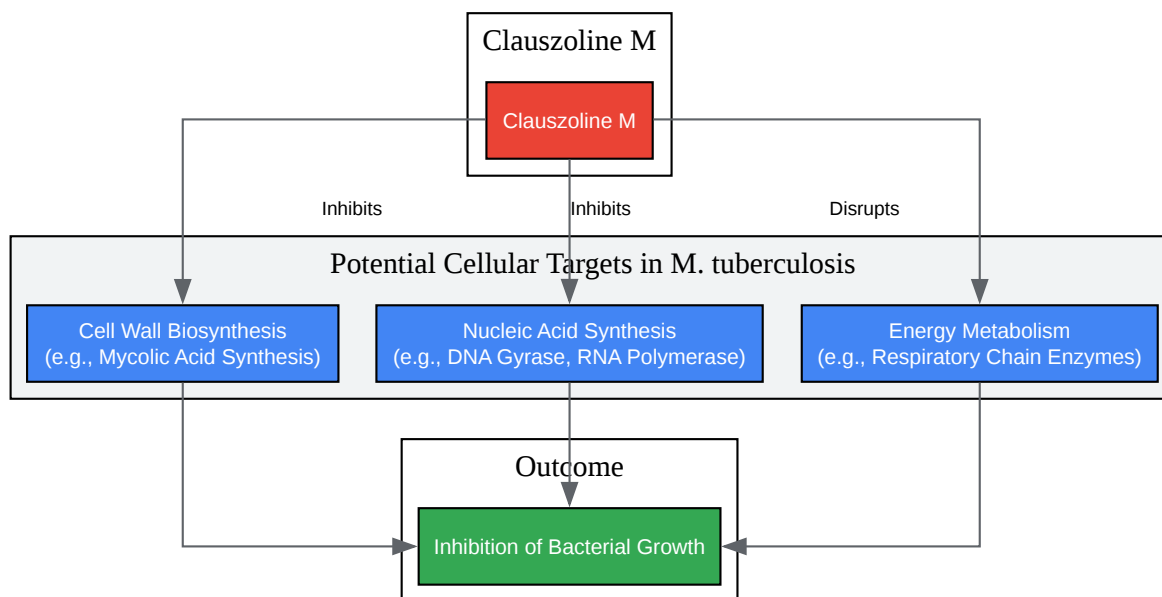 Clauszoline M
Clauszoline M
Inhibits
Inhibits
Disrupts
Potential Cellular Targets in M. tuberculosis
Cell Wall Biosynthesis
(e.g., Mycolic Acid Synthesis)
Nucleic Acid Synthesis
(e.g., DNA Gyrase, RNA Polymerase)
Energy Metabolism
(e.g., Respiratory Chain Enzymes)
Outcome
Inhibition of Bacterial Growth